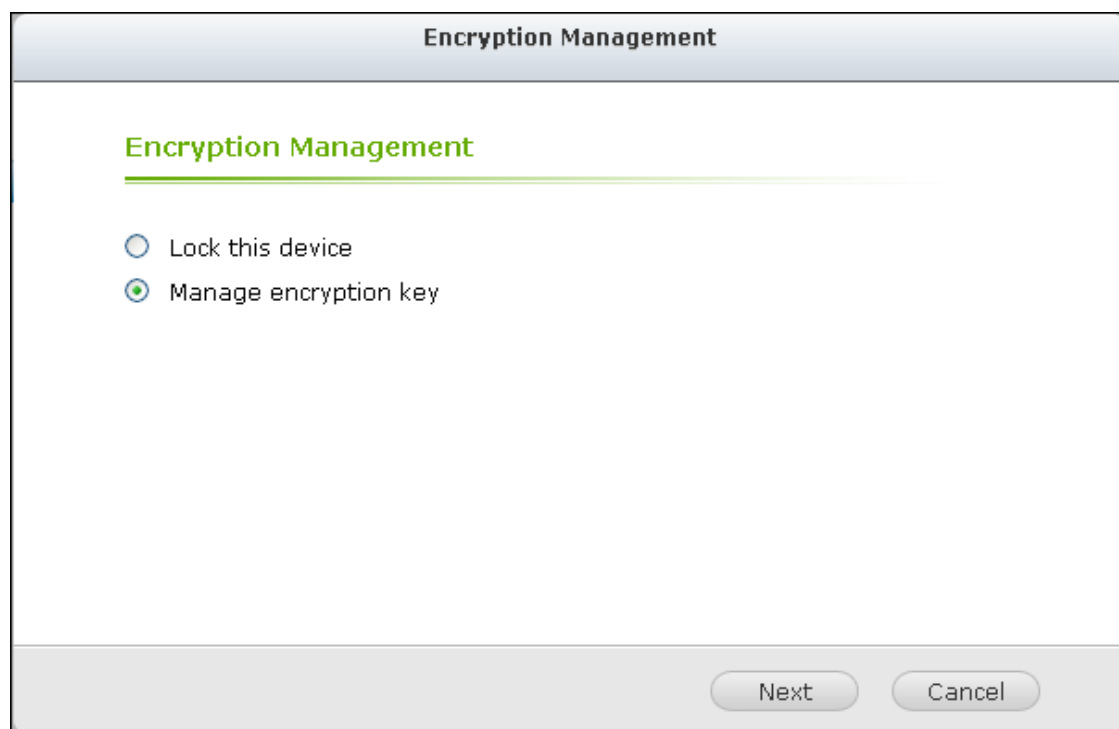 Encryption Management
Encryption Management
Lock this device
Manage encryption key
Next Cancel